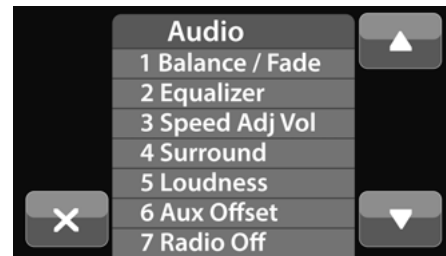 Audio
1 Balance / Fade
2 Equalizer
3 Speed Adj Vol
4 Surround
5 Loudness
6 Aux Offset
7 Radio Off